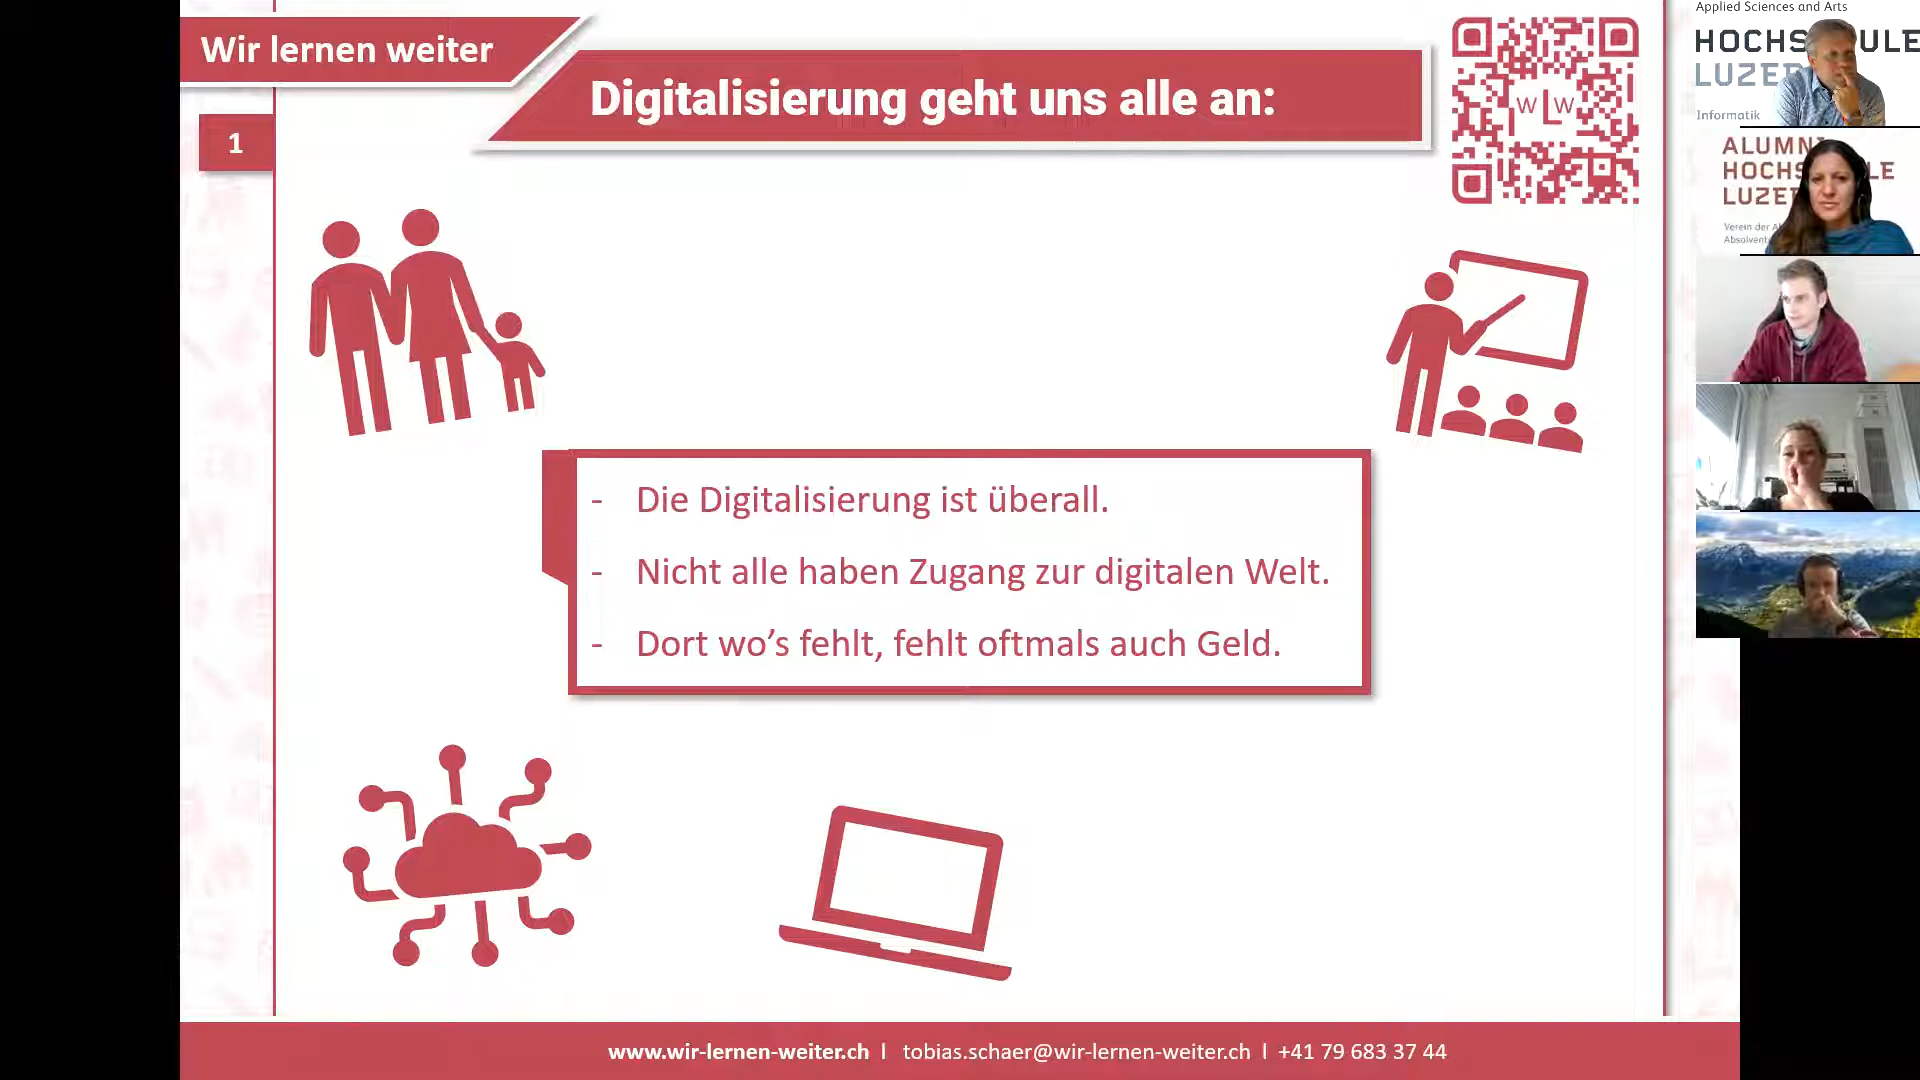 Wir lernen weiter
Digitalisierung geht uns alle an:
1
W L W
- Die Digitalisierung ist überall.
- Nicht alle haben Zugang zur digitalen Welt.
- Dort wo’s fehlt, fehlt oftmals auch Geld.
www.wir-lernen-weiter.ch I tobias.schaer@wir-lernen-weiter.ch I +41 79 683 37 44
Applied Sciences and Arts
Informatik
Verein der